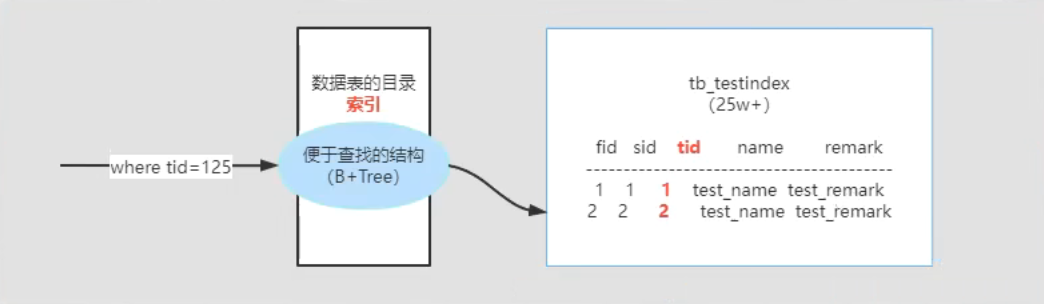 where tid=125
数据表的目录
索引
便于查找的结构
(B+Tree)
tb_testindex
(25w+)
fid sid tid name remark
--------------------------------------------
1 1 1 test_name test_remark
2 2 2 test_name test_remark